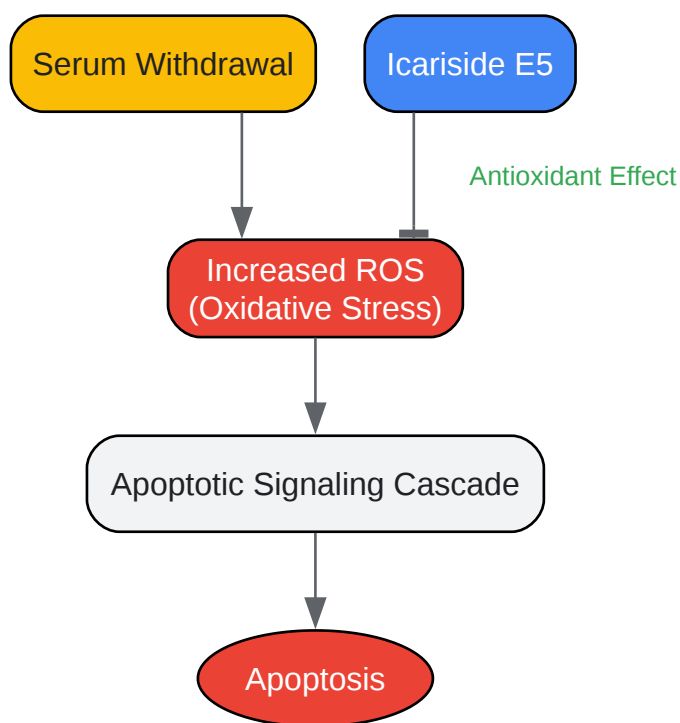 Serum Withdrawal
Icariside E5
Antioxidant Effect
Increased ROS
(Oxidative Stress)
Apoptotic Signaling Cascade
Apoptosis